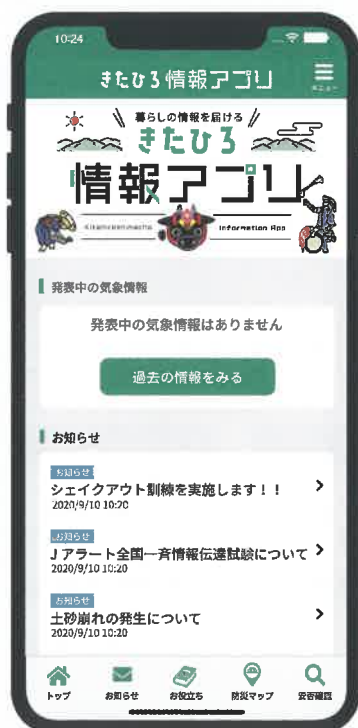 10:24
きたひろ情報アプリ
メニュー
暮らしの情報を届ける
きたひろ
情報アプリ
Kitahiroshimacho Information App
発表中の気象情報
発表中の気象情報はありません
過去の情報をみる
お知らせ
お知らせ
シェイクアウト訓練を実施します！！
2020/9/10 10:20
お知らせ
Jアラート全国一斉情報伝達試験について
2020/9/10 10:20
お知らせ
土砂崩れの発生について
2020/9/10 10:20
トップ お知らせ お役立ち 防災マップ 安否確認